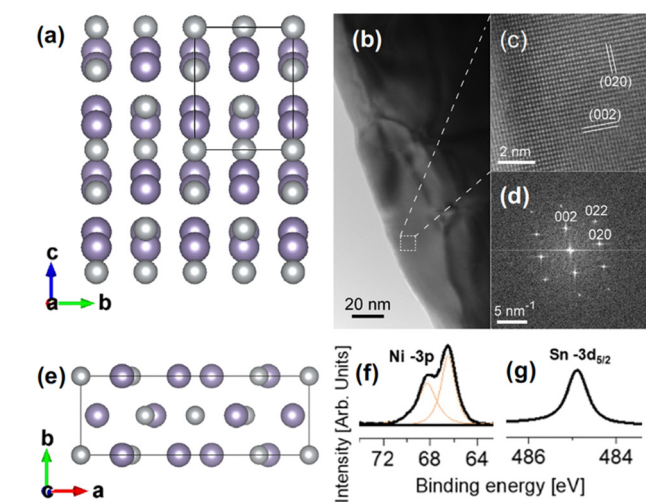 (a)
c
a
b
(b)
20 nm
(c)
(020)
(002)
2 nm
(d)
002
022
020
5 nm-1
(e)
b
c
a
(f)
Ni -3p
Intensity [Arb. Units]
72 68 64
(g)
Sn -3d5/2
486 484
Binding energy [eV]